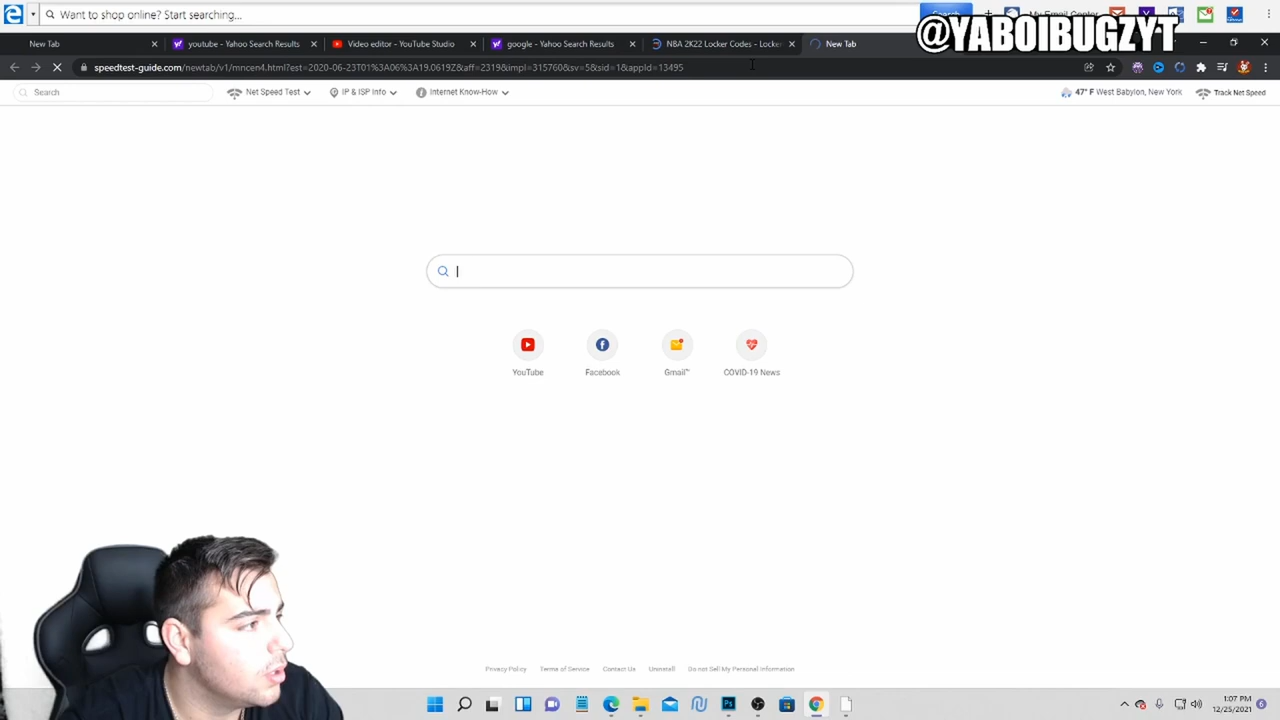 Want to shop online? Start searching...
Search
My Email Center
@YABOIBUGZYT
New Tab
youtube - Yahoo Search Results
Video editor - YouTube Studio
google - Yahoo Search Results
NBA 2K22 Locker Codes - Locker
New Tab
speedtest-guide.com/newtab/v1/mncen4.html?est=2020-06-23T01%3A06%3A19.0619Z&aff=2319&impl=315760&sv=5&sid=1&appId=13495
Search
Net Speed Test
IP & ISP Info
Internet Know-How
47° F West Babylon, New York
Track Net Speed
YouTube
Facebook
Gmail™
COVID-19 News
Privacy Policy
Terms of Service
Contact Us
Uninstall
Do not Sell My Personal Information
1:07 PM
12/25/2021
6